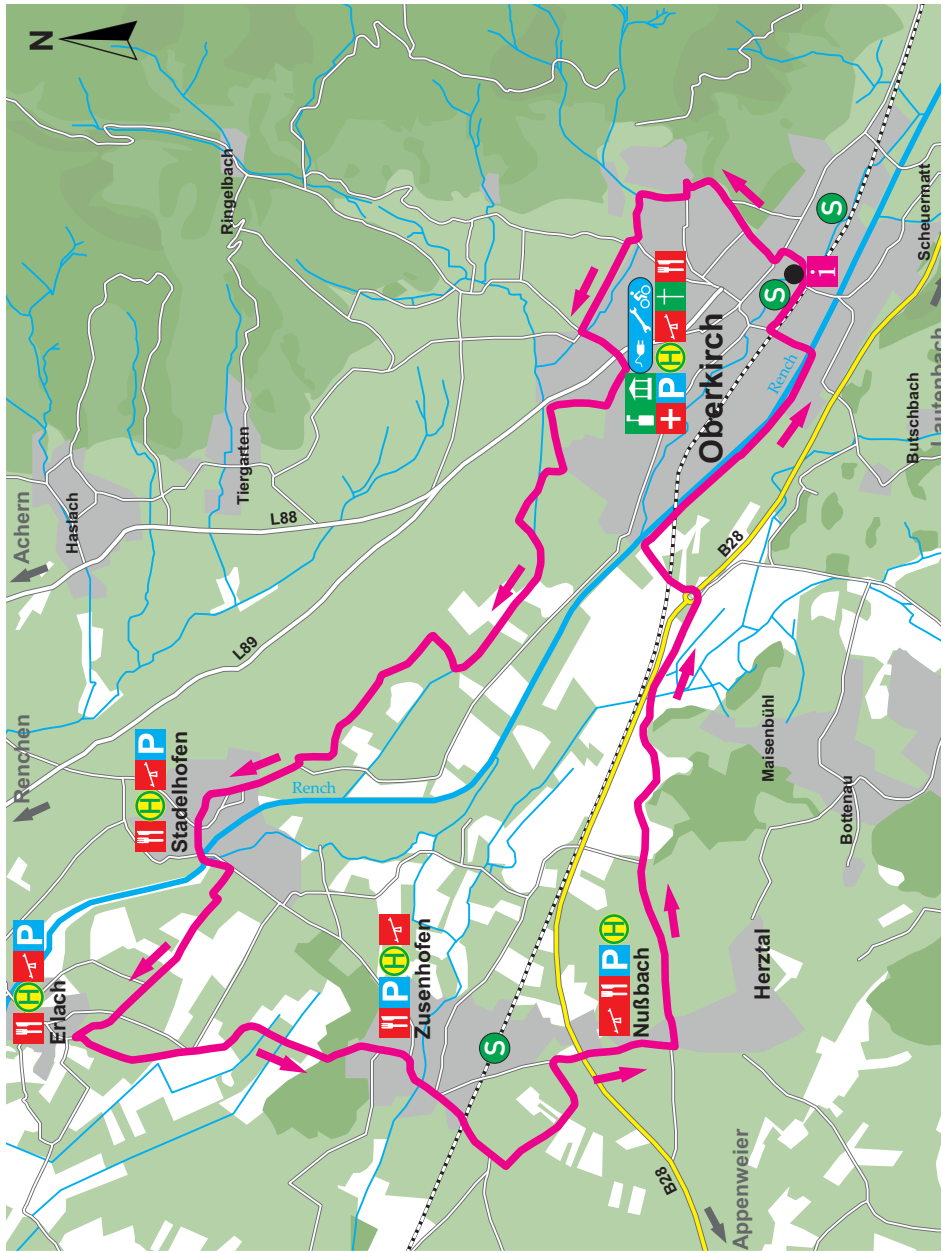 N
Renchen
Achern
H P
Erlach
Haslach
H P
Stadelhofen
Ringelbach
Tiergarten
L89
L88
Rench
P H
Zusenhofen
S
P H
Nußbach
P H
Oberkirch
B28
Appenweier
B28
Herztal
Maisenbühl
Rench
S
i
S
Bottenau
Butschbach
Scheuermatt
Lautenbach